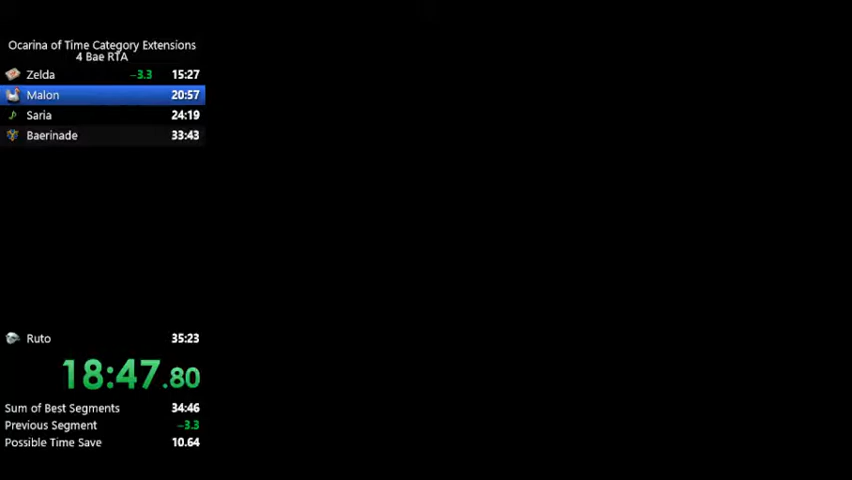 Ocarina of Time Category Extensions
4 Bae RTA
Zelda −3.3 15:27
Malon 20:57
Saria 24:19
Baerinade 33:43
Ruto 35:23
18:47.80
Sum of Best Segments 34:46
Previous Segment −3.3
Possible Time Save 10.64